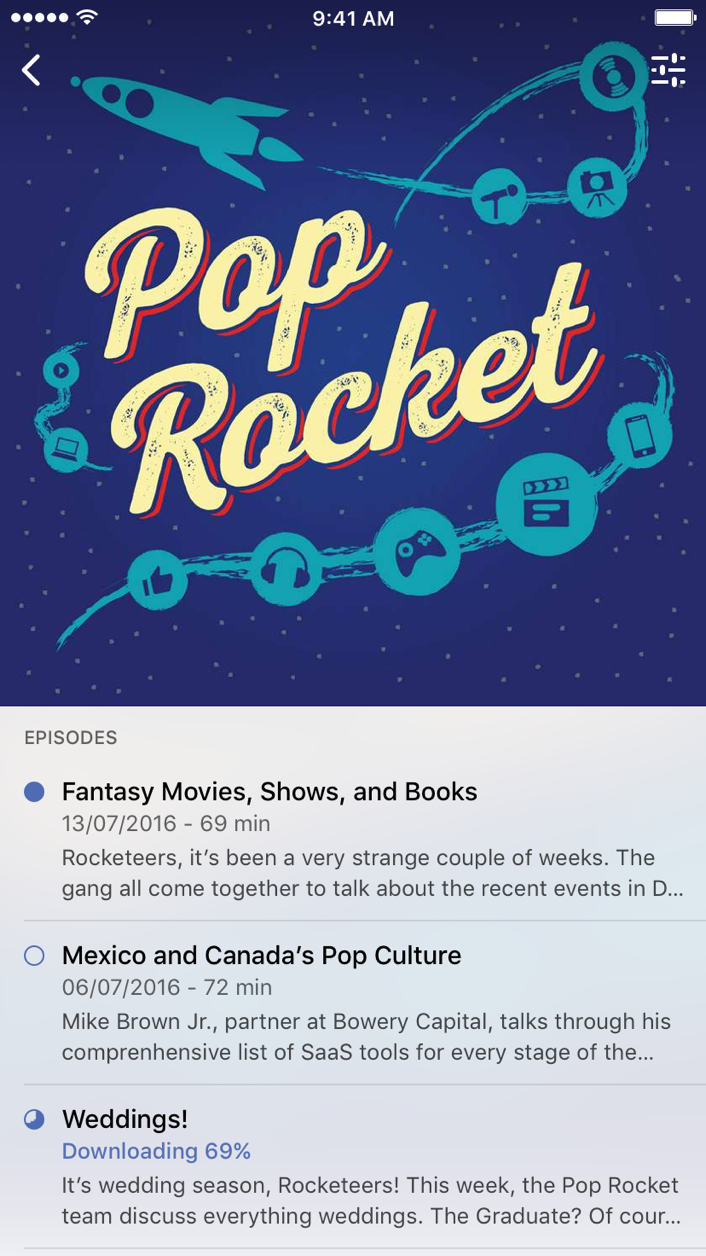 9:41 AM
Pop
Rocket
EPISODES
Fantasy Movies, Shows, and Books
13/07/2016 - 69 min
Rocketeers, it’s been a very strange couple of weeks. The
gang all come together to talk about the recent events in D...
Mexico and Canada’s Pop Culture
06/07/2016 - 72 min
Mike Brown Jr., partner at Bowery Capital, talks through his
comprenhensive list of SaaS tools for every stage of the...
Weddings!
Downloading 69%
It’s wedding season, Rocketeers! This week, the Pop Rocket
team discuss everything weddings. The Graduate? Of cour...